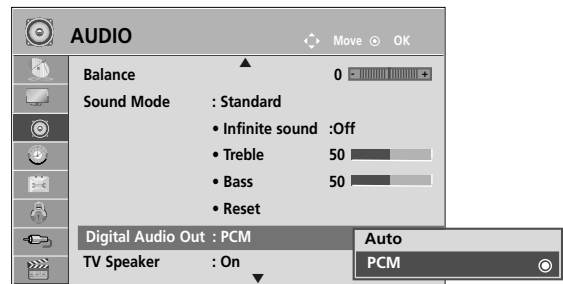 AUDIO
Move OK
Balance 0 - +
Sound Mode : Standard
• Infinite sound :Off
• Treble 50
• Bass 50
• Reset
Digital Audio Out : PCM
TV Speaker : On
Auto
PCM